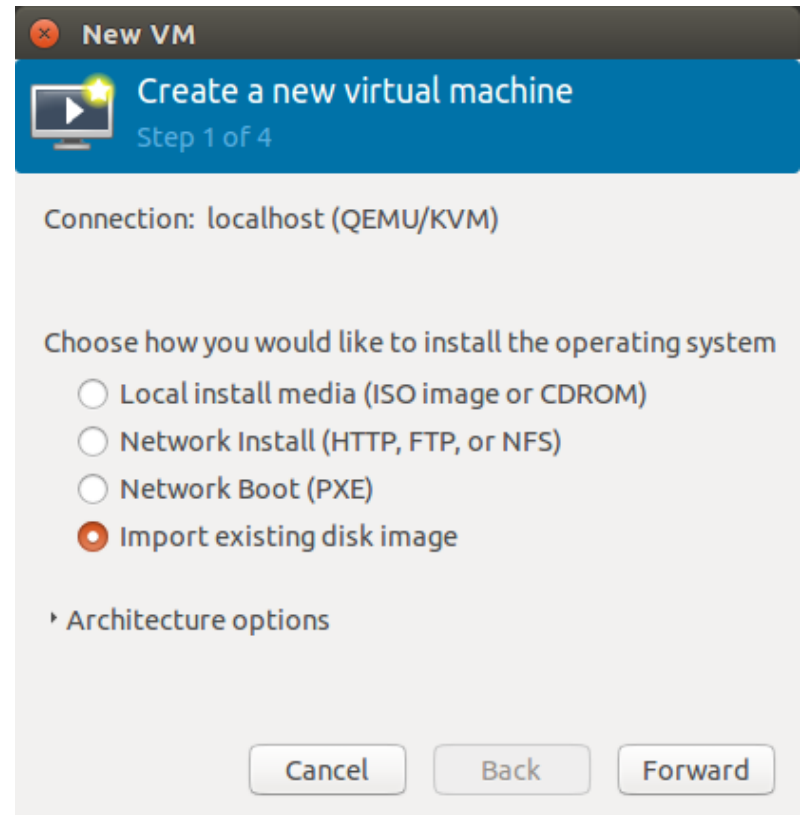 New VM
Create a new virtual machine
Step 1 of 4
Connection: localhost (QEMU/KVM)
Choose how you would like to install the operating system
Local install media (ISO image or CDROM)
Network Install (HTTP, FTP, or NFS)
Network Boot (PXE)
Import existing disk image
Architecture options
Cancel Back Forward